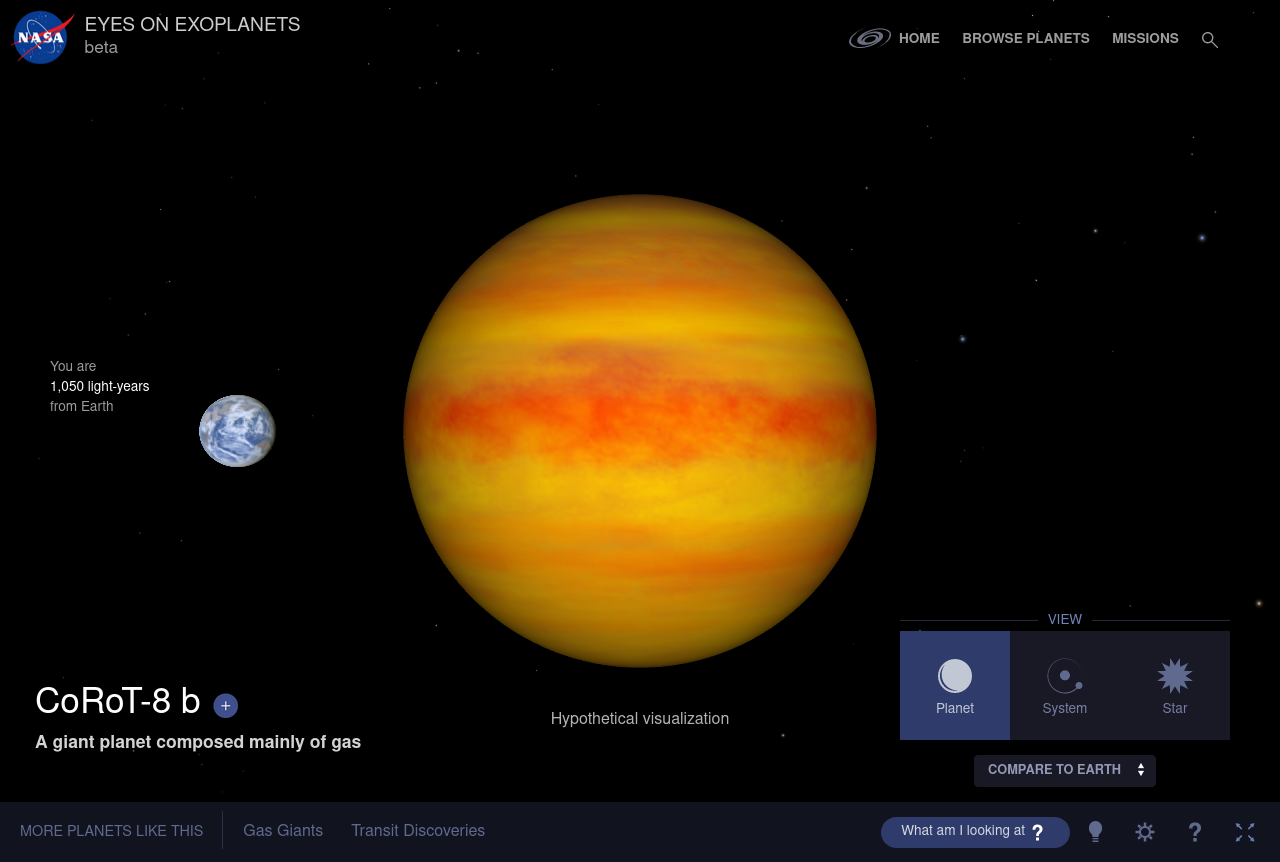 NASA
EYES ON EXOPLANETS
beta
HOME
BROWSE PLANETS
MISSIONS
You are
1,050 light-years
from Earth
VIEW
Planet
System
Star
CoRoT-8 b +
A giant planet composed mainly of gas
Hypothetical visualization
COMPARE TO EARTH
MORE PLANETS LIKE THIS
Gas Giants
Transit Discoveries
What am I looking at ?
?